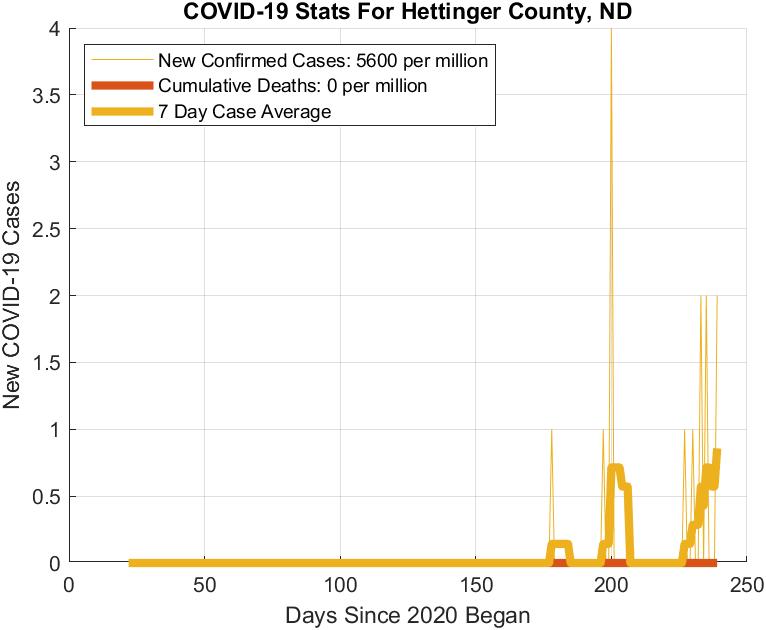 COVID-19 Stats For Hettinger County, ND
New Confirmed Cases: 5600 per million
Cumulative Deaths: 0 per million
7 Day Case Average
New COVID-19 Cases
4
3.5
3
2.5
2
1.5
1
0.5
0
0 50 100 150 200 250
Days Since 2020 Began